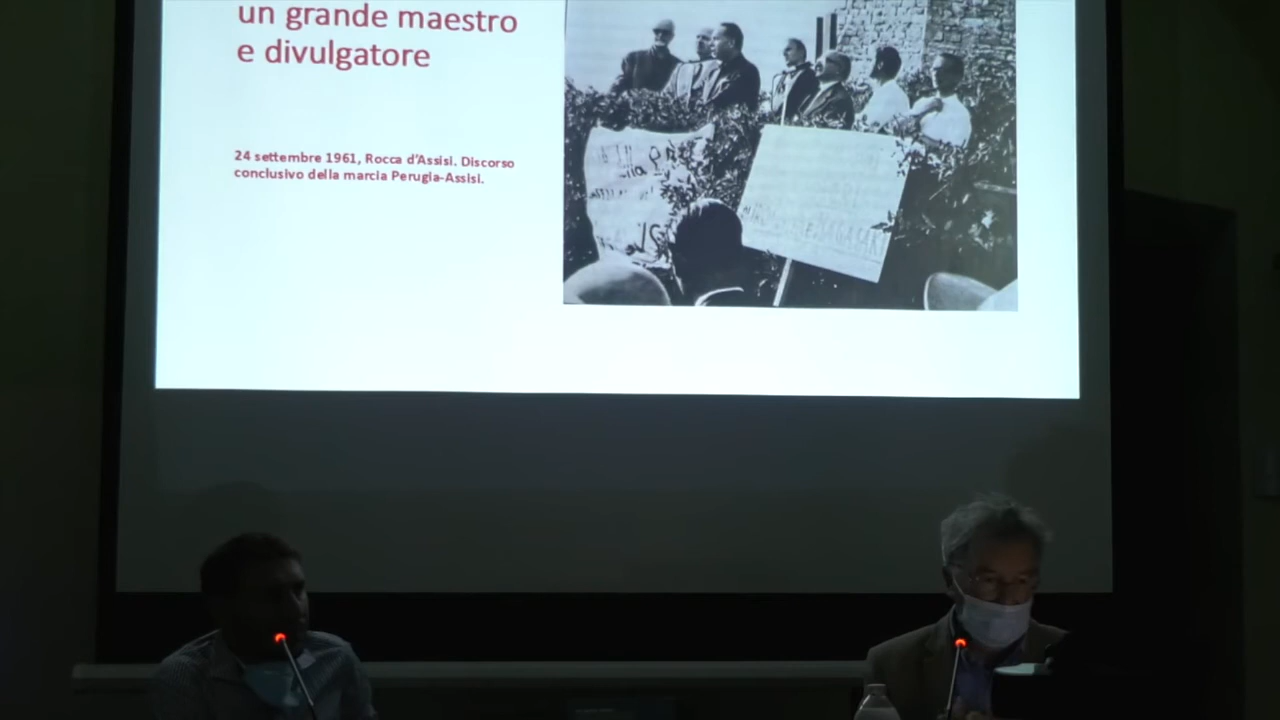 un grande maestro
e divulgatore
24 settembre 1961, Rocca d'Assisi. Discorso
conclusivo della marcia Perugia-Assisi.